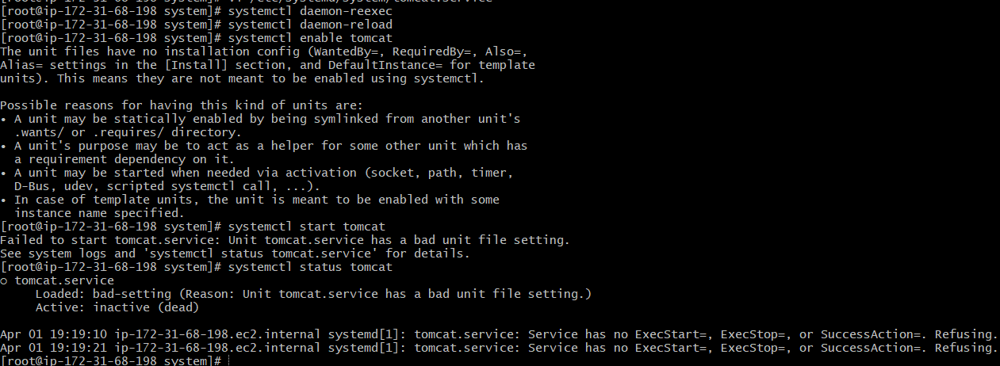 [root@ip-172-31-68-198 system]# vi /etc/systemd/system/tomcat.service
[root@ip-172-31-68-198 system]# systemctl daemon-reexec
[root@ip-172-31-68-198 system]# systemctl daemon-reload
[root@ip-172-31-68-198 system]# systemctl enable tomcat
The unit files have no installation config (WantedBy=, RequiredBy=, Also=,
Alias= settings in the [Install] section, and DefaultInstance= for template
units). This means they are not meant to be enabled using systemctl.

Possible reasons for having this kind of units are:
• A unit may be statically enabled by being symlinked from another unit's
  .wants/ or .requires/ directory.
• A unit's purpose may be to act as a helper for some other unit which has
  a requirement dependency on it.
• A unit may be started when needed via activation (socket, path, timer,
  D-Bus, udev, scripted systemctl call, ...).
• In case of template units, the unit is meant to be enabled with some
  instance name specified.
[root@ip-172-31-68-198 system]# systemctl start tomcat
Failed to start tomcat.service: Unit tomcat.service has a bad unit file setting.
See system logs and 'systemctl status tomcat.service' for details.
[root@ip-172-31-68-198 system]# systemctl status tomcat
○ tomcat.service
     Loaded: bad-setting (Reason: Unit tomcat.service has a bad unit file setting.)
     Active: inactive (dead)

Apr 01 19:19:10 ip-172-31-68-198.ec2.internal systemd[1]: tomcat.service: Service has no ExecStart=, ExecStop=, or SuccessAction=. Refusing.
Apr 01 19:19:21 ip-172-31-68-198.ec2.internal systemd[1]: tomcat.service: Service has no ExecStart=, ExecStop=, or SuccessAction=. Refusing.
[root@ip-172-31-68-198 system]#